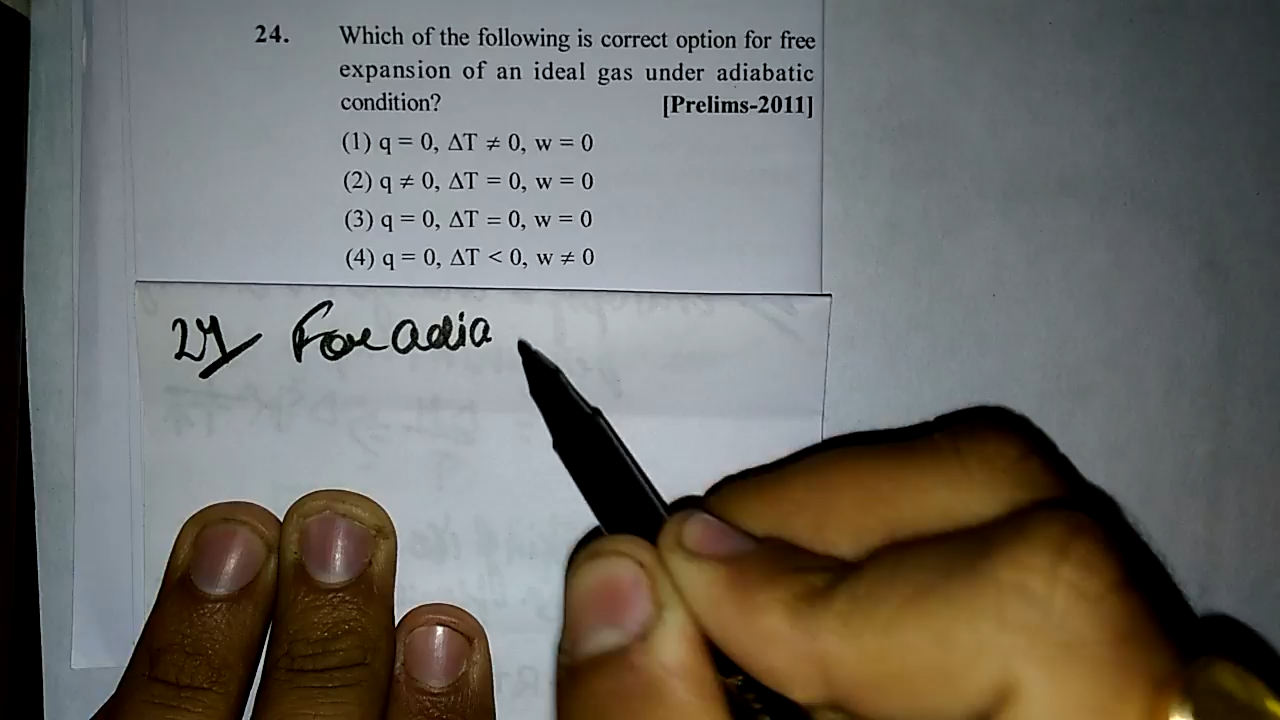 24. Which of the following is correct option for free
expansion of an ideal gas under adiabatic
condition? [Prelims-2011]
(1) q = 0, ΔT ≠ 0, w = 0
(2) q ≠ 0, ΔT = 0, w = 0
(3) q = 0, ΔT = 0, w = 0
(4) q = 0, ΔT < 0, w ≠ 0
24 For adia